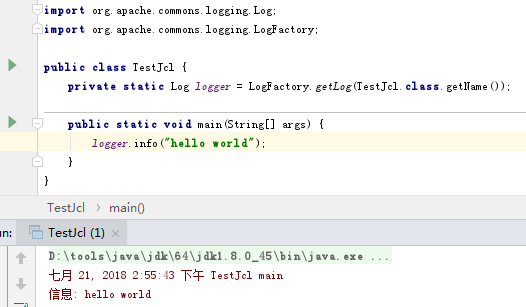 import org.apache.commons.logging.Log;
import org.apache.commons.logging.LogFactory;
public class TestJcl {
private static Log logger = LogFactory.getLog(TestJcl.class.getName());
public static void main(String[] args) {
logger.info("hello world");
}
}
TestJcl > main()
un: TestJcl (1) ×
D:\tools\java\jdk\64\jdk1.8.0_45\bin\java.exe ...
七月 21, 2018 2:55:43 下午 TestJcl main
信息: hello world